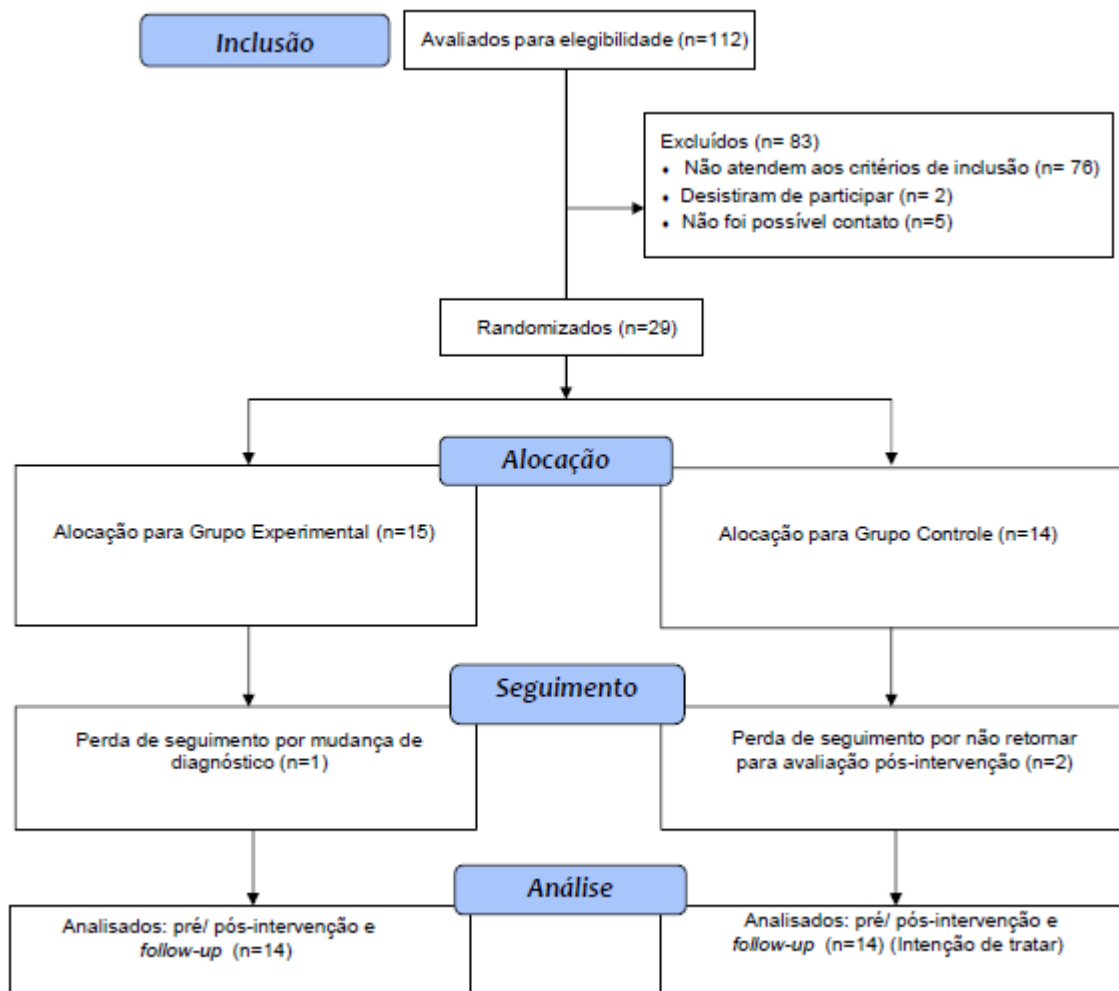 Inclusão
Avaliados para elegibilidade (n=112)
Excluídos (n= 83)
• Não atendem aos critérios de inclusão (n= 76)
• Desistiram de participar (n= 2)
• Não foi possível contato (n=5)
Randomizados (n=29)
Alocação
Alocação para Grupo Experimental (n=15)
Alocação para Grupo Controle (n=14)
Seguimento
Perda de seguimento por mudança de
diagnóstico (n=1)
Perda de seguimento por não retornar
para avaliação pós-intervenção (n=2)
Análise
Analisados: pré/ pós-intervenção e
follow-up (n=14)
Analisados: pré/ pós-intervenção e
follow-up (n=14) (Intenção de tratar)